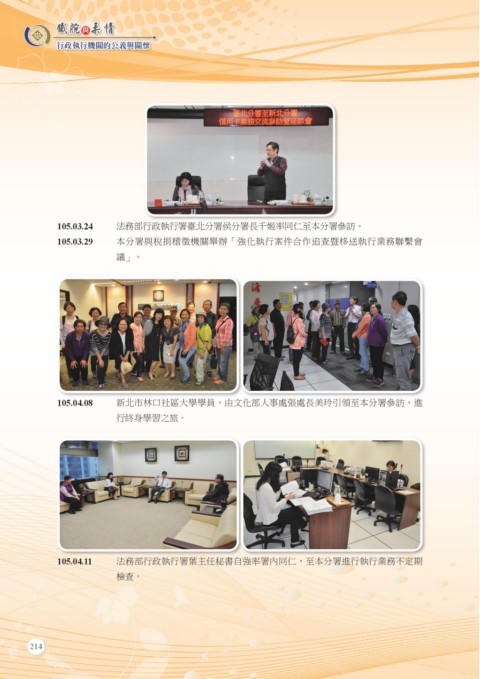 鐵腕與柔情
行政執行機關的公義與關懷
臺北分署至新北分署
105.03.24 法務部行政執行署臺北分署侯分署長千姬率同仁至本分署參訪。
105.03.29 本分署與稅捐稽徵機關舉辦「強化執行案件合作追查暨移送執行業務聯繫會
議」。
105.04.08 新北市林口社區大學學員，由文化部人事處張處長美玲引領至本分署參訪，進
行終身學習之旅。
105.04.11 法務部行政執行署葉主任秘書自強率署內同仁，至本分署進行執行業務不定期
檢查。
214